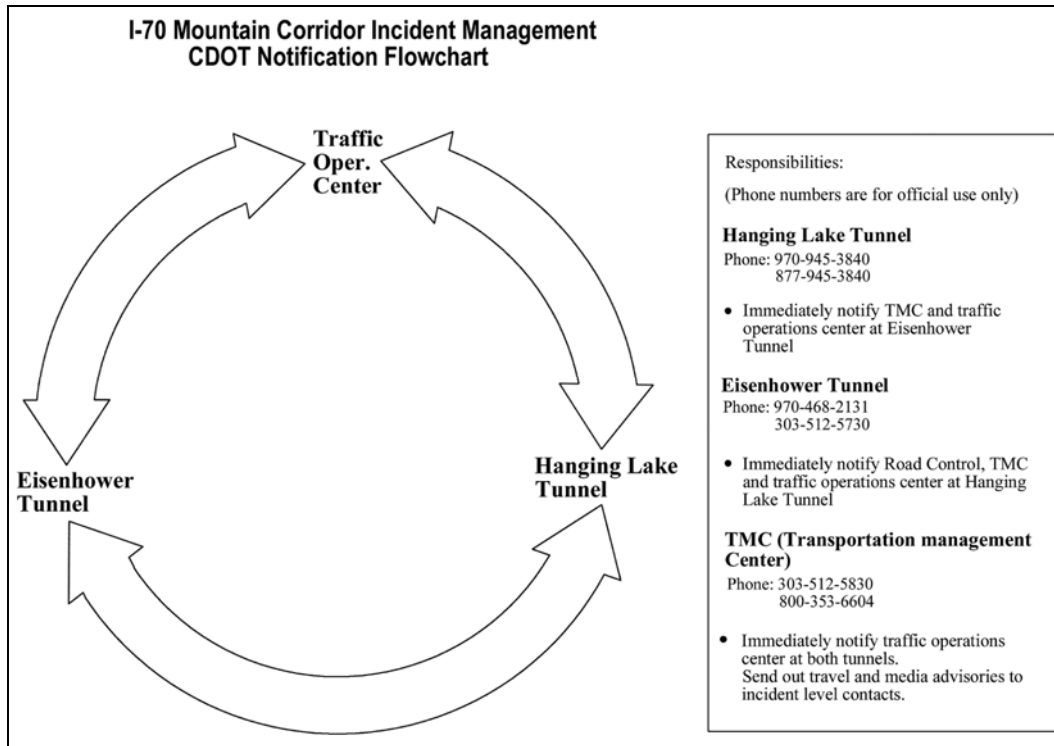 I-70 Mountain Corridor Incident Management
CDOT Notification Flowchart
Traffic
Oper.
Center
Eisenhower
Tunnel
Hanging Lake
Tunnel
Responsibilities:
(Phone numbers are for official use only)
Hanging Lake Tunnel
Phone: 970-945-3840
877-945-3840
• Immediately notify TMC and traffic
operations center at Eisenhower
Tunnel
Eisenhower Tunnel
Phone: 970-468-2131
303-512-5730
• Immediately notify Road Control, TMC
and traffic operations center at Hanging
Lake Tunnel
TMC (Transportation management
Center)
Phone: 303-512-5830
800-353-6604
• Immediately notify traffic operations
center at both tunnels.
Send out travel and media advisories to
incident level contacts.